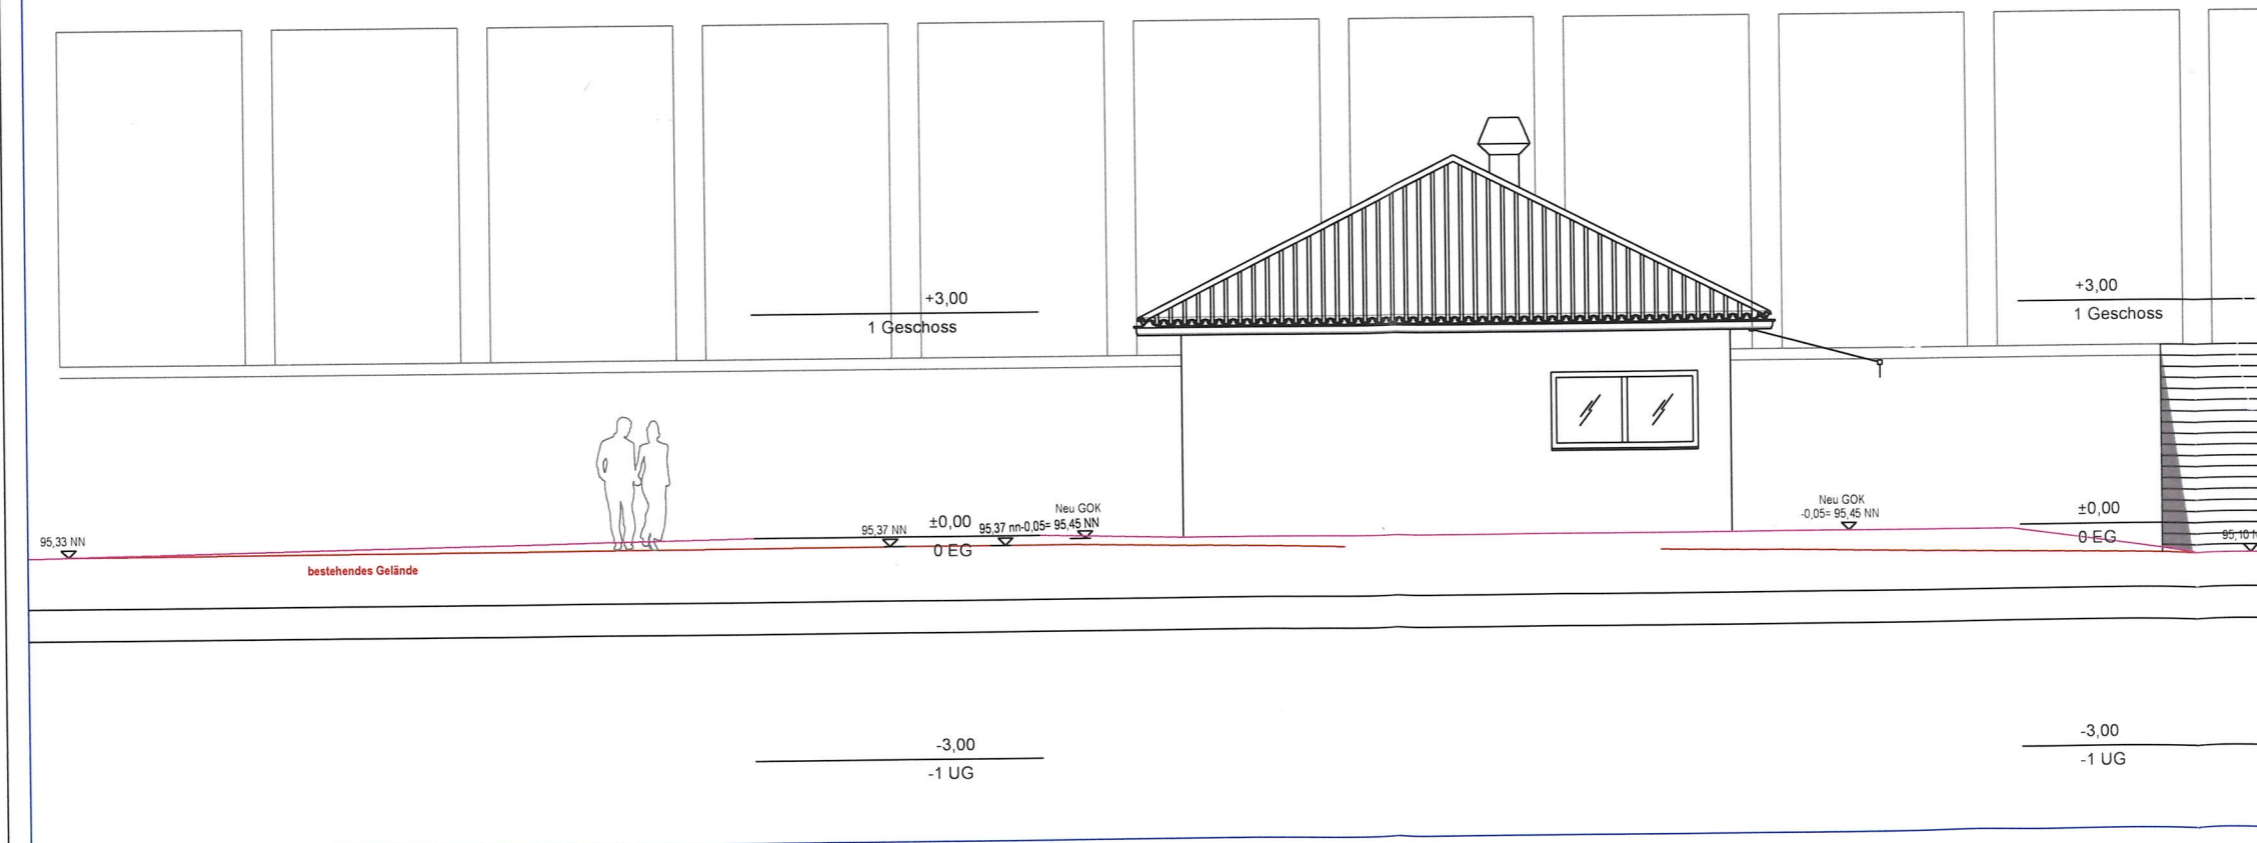 +3,00
1 Geschoss
+3,00
1 Geschoss
95,33 NN
bestehendes Gelände
95,37 NN
±0,00
0 EG
Neu GOK
95,37 nn-0,05= 95,45 NN
Neu GOK
-0,05= 95,45 NN
±0,00
0 EG
95,10
-3,00
-1 UG
-3,00
-1 UG